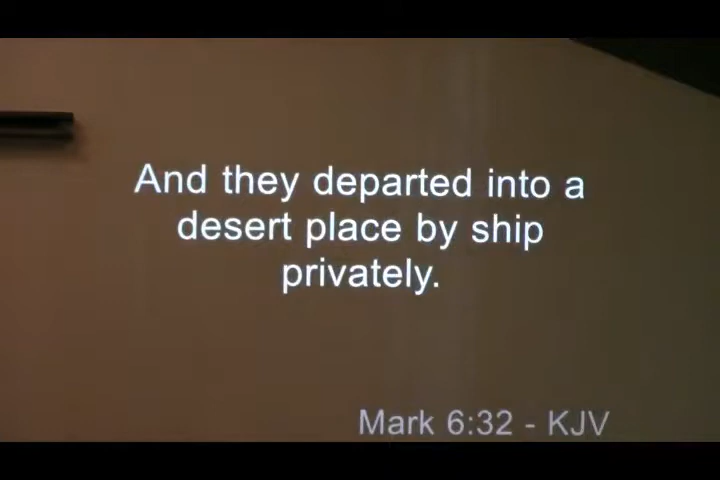 And they departed into a
desert place by ship
privately.
Mark 6:32 - KJV